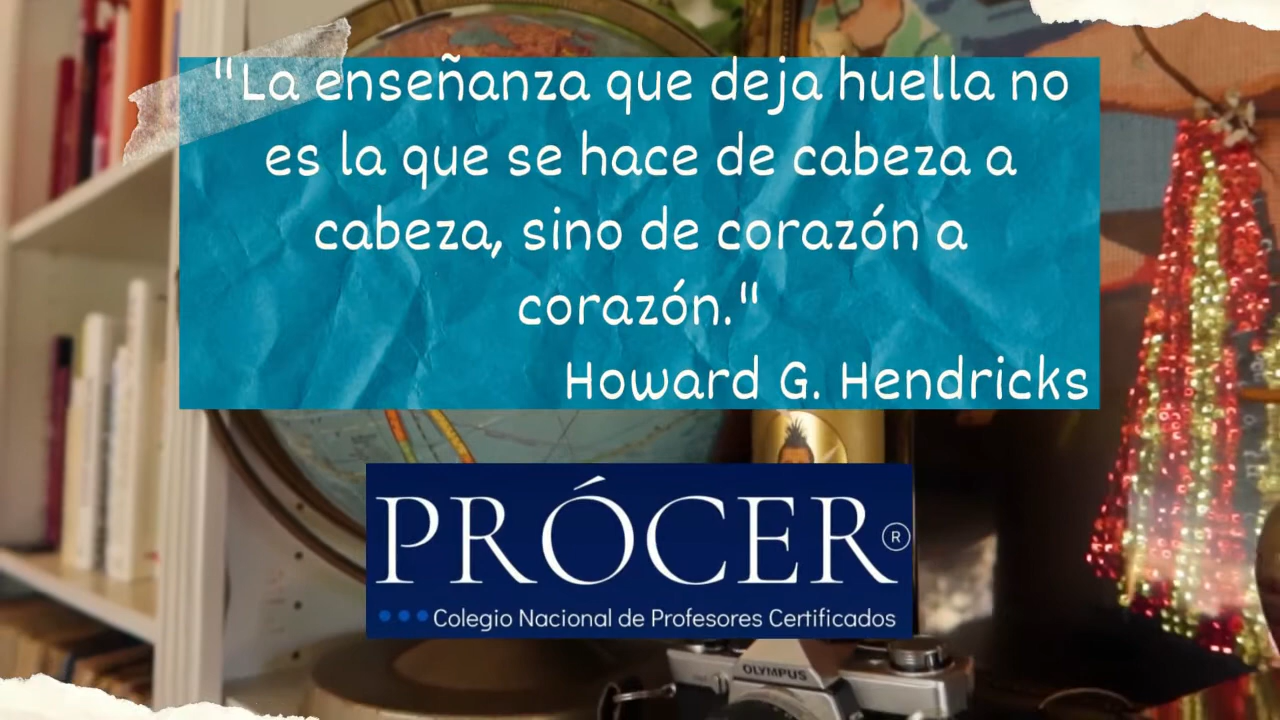 "La enseñanza que deja huella no
es la que se hace de cabeza a
cabeza, sino de corazón a
corazón."
Howard G. Hendricks
PRÓCER®
Colegio Nacional de Profesores Certificados
OLYMPUS